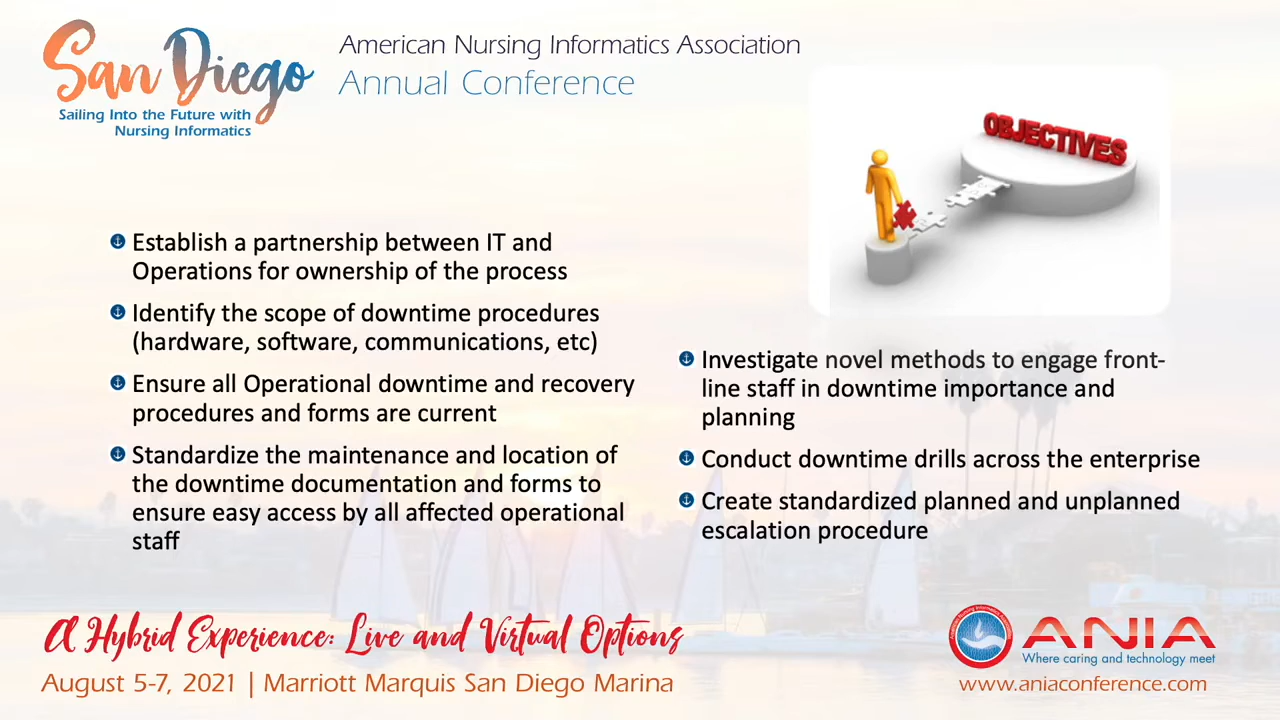 San Diego
Sailing Into the Future with
Nursing Informatics
American Nursing Informatics Association
Annual Conference
OBJECTIVES
Establish a partnership between IT and
Operations for ownership of the process
Identify the scope of downtime procedures
(hardware, software, communications, etc)
Ensure all Operational downtime and recovery
procedures and forms are current
Standardize the maintenance and location of
the downtime documentation and forms to
ensure easy access by all affected operational
staff
Investigate novel methods to engage front-
line staff in downtime importance and
planning
Conduct downtime drills across the enterprise
Create standardized planned and unplanned
escalation procedure
A Hybrid Experience: Live and Virtual Options
August 5-7, 2021 | Marriott Marquis San Diego Marina
ANIA
Where caring and technology meet
www.aniaconference.com